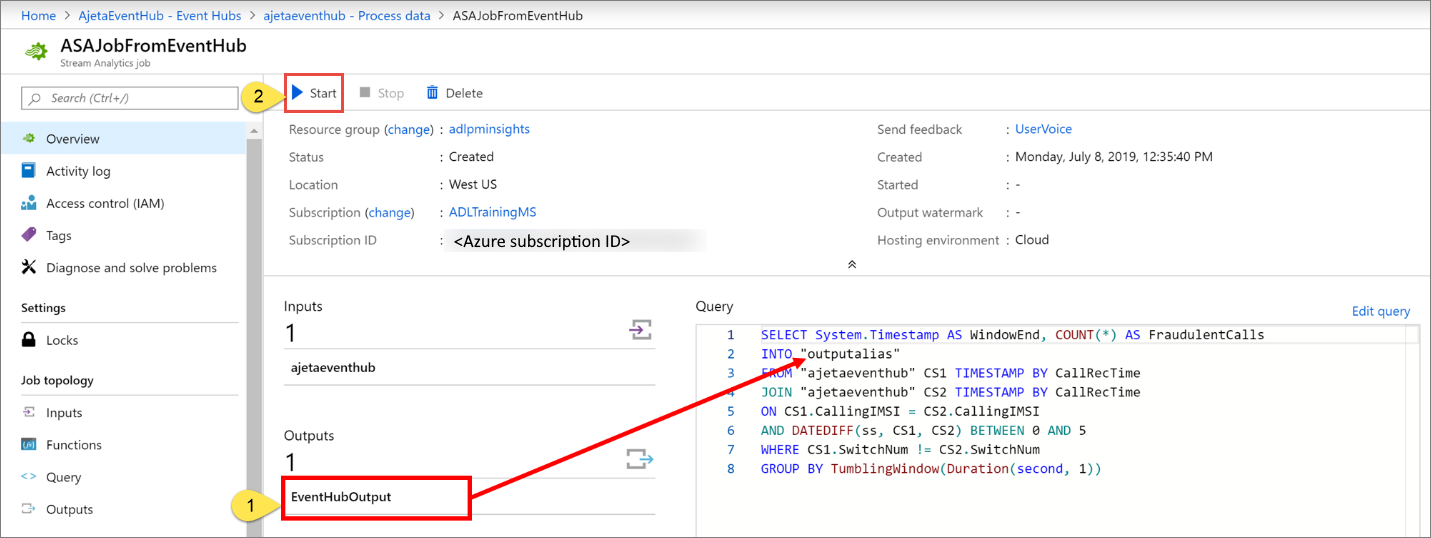 Home > AjetaEventHub - Event Hubs > ajetaeventhub - Process data > ASAJobFromEventHub
ASAJobFromEventHub
Stream Analytics job
Search (Ctrl+/)
Overview
Activity log
Access control (IAM)
Tags
Diagnose and solve problems
Settings
Locks
Job topology
Inputs
Functions
<> Query
Outputs
2
Start Stop Delete
Resource group (change) : adlpminsights
Status : Created
Location : West US
Subscription (change) : ADLTrainingMS
Subscription ID : <Azure subscription ID>
Send feedback : UserVoice
Created : Monday, July 8, 2019, 12:35:40 PM
Started : -
Output watermark : -
Hosting environment : Cloud
Inputs
1
ajetaeventhub
Outputs
1
1
EventHubOutput
Query
Edit query
1 SELECT System.Timestamp AS WindowEnd, COUNT(*) AS FraudulentCalls
2 INTO "outputalias"
3 FROM "ajetaeventhub" CS1 TIMESTAMP BY CallRecTime
4 JOIN "ajetaeventhub" CS2 TIMESTAMP BY CallRecTime
5 ON CS1.CallingIMSI = CS2.CallingIMSI
6 AND DATEDIFF(ss, CS1, CS2) BETWEEN 0 AND 5
7 WHERE CS1.SwitchNum != CS2.SwitchNum
8 GROUP BY TumblingWindow(Duration(second, 1))